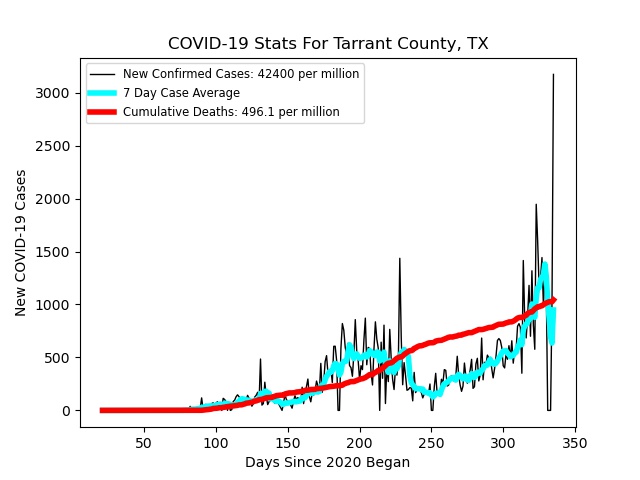 COVID-19 Stats For Tarrant County, TX
New Confirmed Cases: 42400 per million
7 Day Case Average
Cumulative Deaths: 496.1 per million
New COVID-19 Cases
3000
2500
2000
1500
1000
500
0
50
100
150
200
250
300
350
Days Since 2020 Began